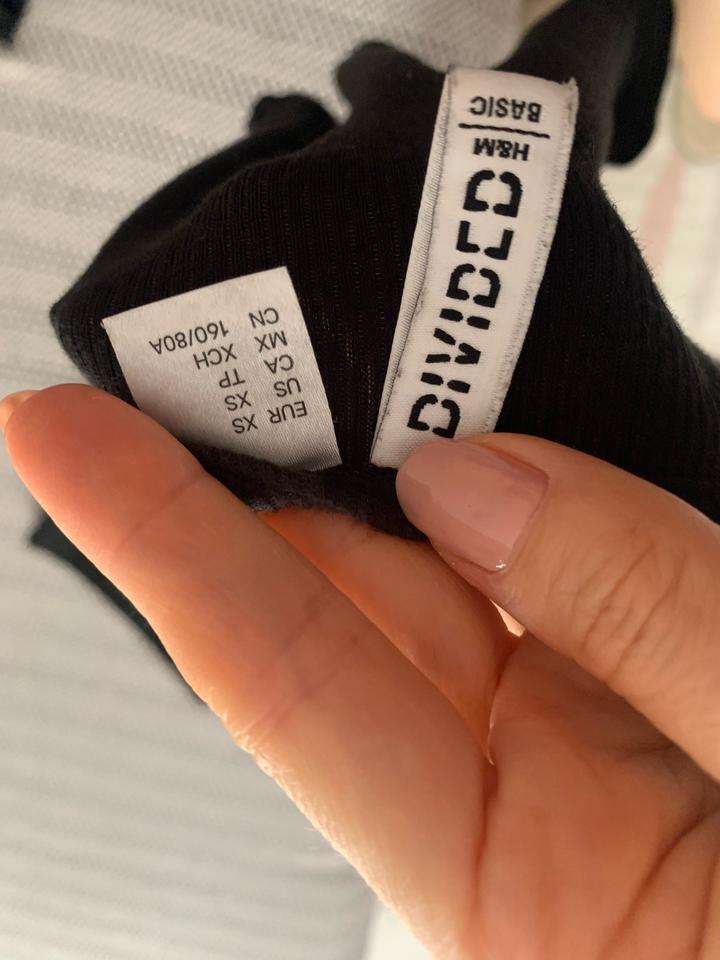 DIVIDED
H&M
BASIC
EUR XS
US XS
CA TP
MX XCH
CN 160/80A